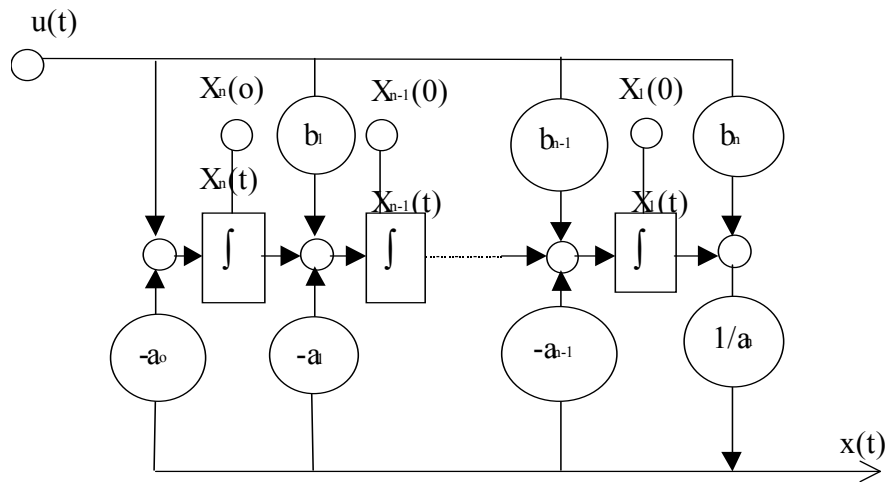 u(t)
Xn(o) Xn-1(0) X1(0)
b1 bn-1 bn
Xn(t) Xn-1(t) X1(t)
∫ ∫ ∫
-ao -a1 -an-1 1/an
x(t)